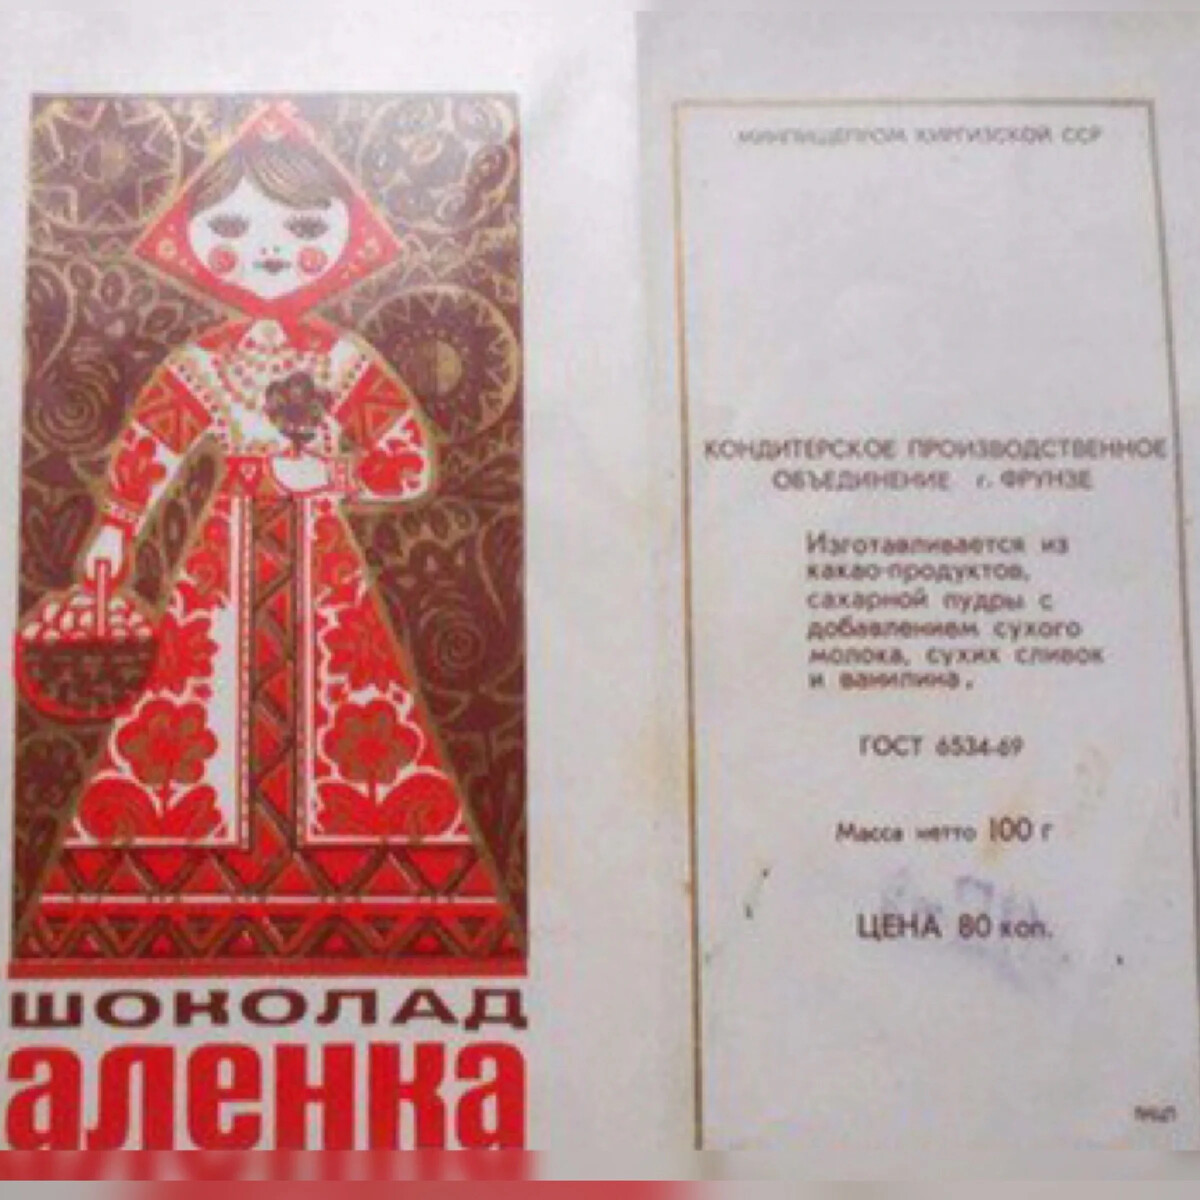 ШОКОЛАД
аленка
МИНПИЩЕПРОМ КИРГИЗСКОЙ ССР
КОНДИТЕРСКОЕ ПРОИЗВОДСТВЕННОЕ
ОБЪЕДИНЕНИЕ г. ФРУНЗЕ
Изготавливается из
какао-продуктов,
сахарной пудры с
добавлением сухого
молока, сухих сливок
и ванилина.
ГОСТ 6534-69
Масса нетто 100 г
ЦЕНА 80 коп.